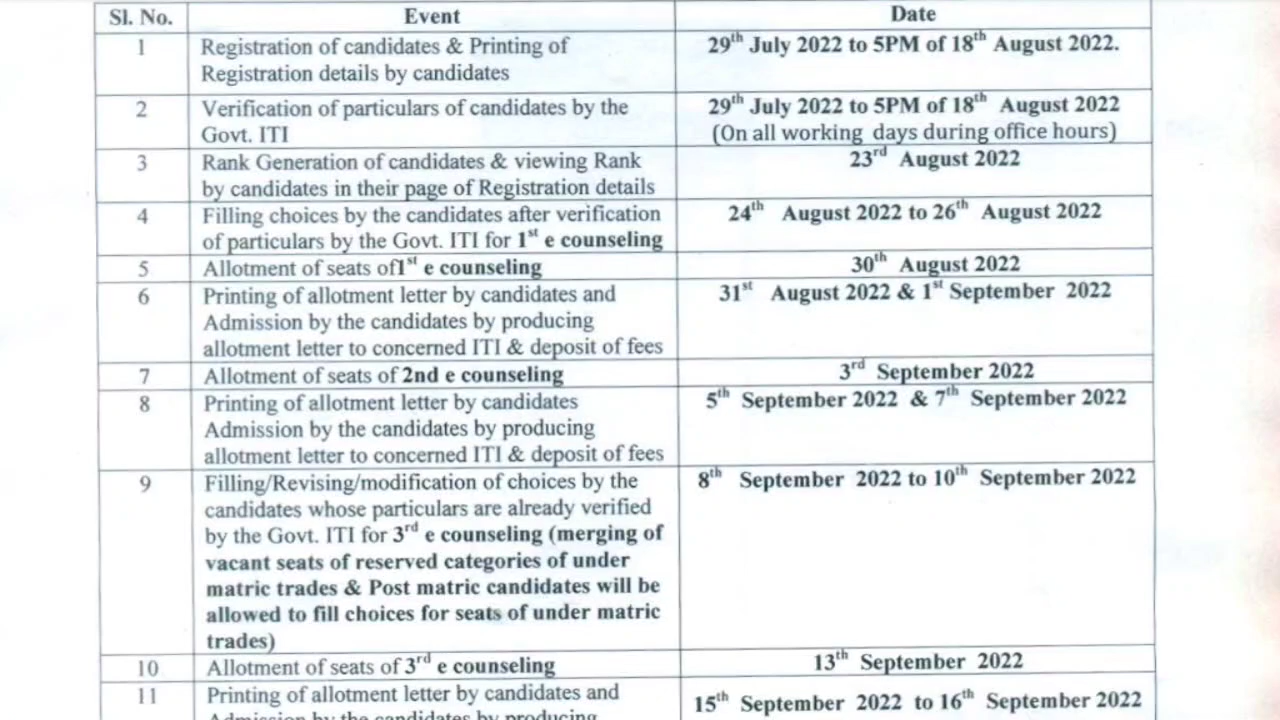 Sl. No. Event Date
1 Registration of candidates & Printing of 29th July 2022 to 5PM of 18th August 2022.
Registration details by candidates
2 Verification of particulars of candidates by the 29th July 2022 to 5PM of 18th August 2022
Govt. ITI (On all working days during office hours)
3 Rank Generation of candidates & viewing Rank 23rd August 2022
by candidates in their page of Registration details
4 Filling choices by the candidates after verification 24th August 2022 to 26th August 2022
of particulars by the Govt. ITI for 1st e counseling
5 Allotment of seats of1st e counseling 30th August 2022
6 Printing of allotment letter by candidates and 31st August 2022 & 1st September 2022
Admission by the candidates by producing
allotment letter to concerned ITI & deposit of fees
7 Allotment of seats of 2nd e counseling 3rd September 2022
8 Printing of allotment letter by candidates 5th September 2022 & 7th September 2022
Admission by the candidates by producing
allotment letter to concerned ITI & deposit of fees
9 Filling/Revising/modification of choices by the 8th September 2022 to 10th September 2022
candidates whose particulars are already verified
by the Govt. ITI for 3rd e counseling (merging of
vacant seats of reserved categories of under
matric trades & Post matric candidates will be
allowed to fill choices for seats of under matric
trades)
10 Allotment of seats of 3rd e counseling 13th September 2022
11 Printing of allotment letter by candidates and 15th September 2022 to 16th September 2022
Admission by the candidates by producing